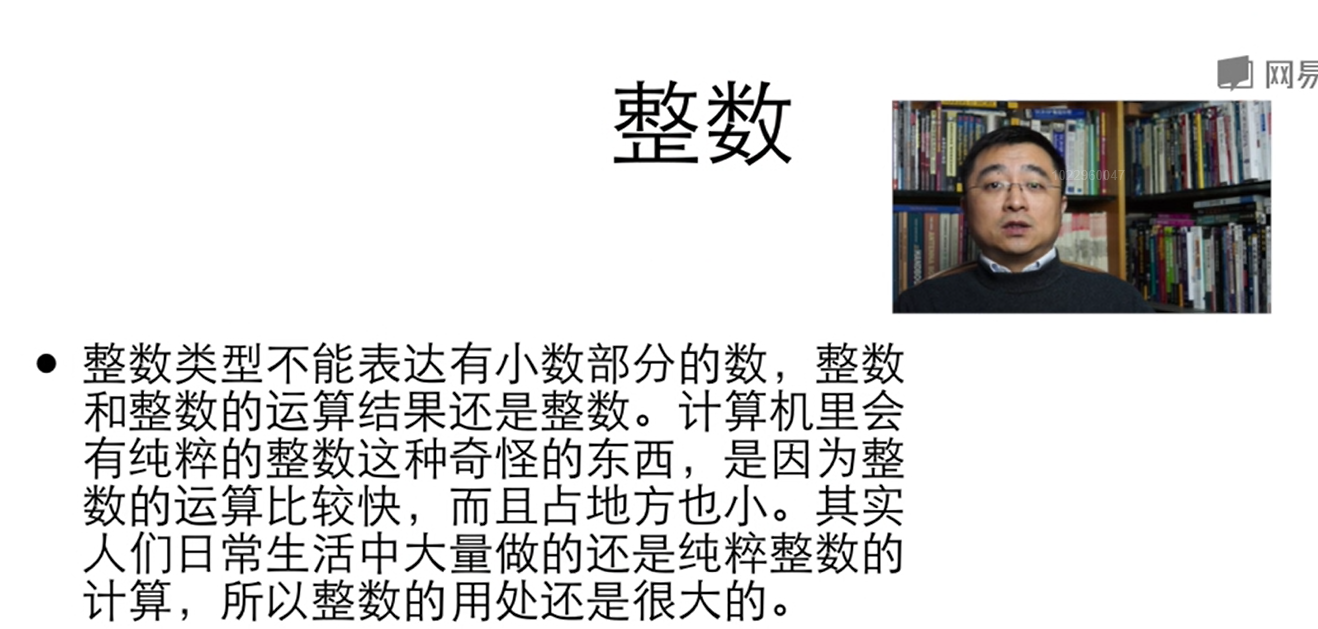 网易
整数
1022960047
• 整数类型不能表达有小数部分的数，整数
和整数的运算结果还是整数。计算机里会
有纯粹的整数这种奇怪的东西，是因为整
数的运算比较快，而且占地方也小。其实
人们日常生活中大量做的还是纯粹整数的
计算，所以整数的用处还是很大的。